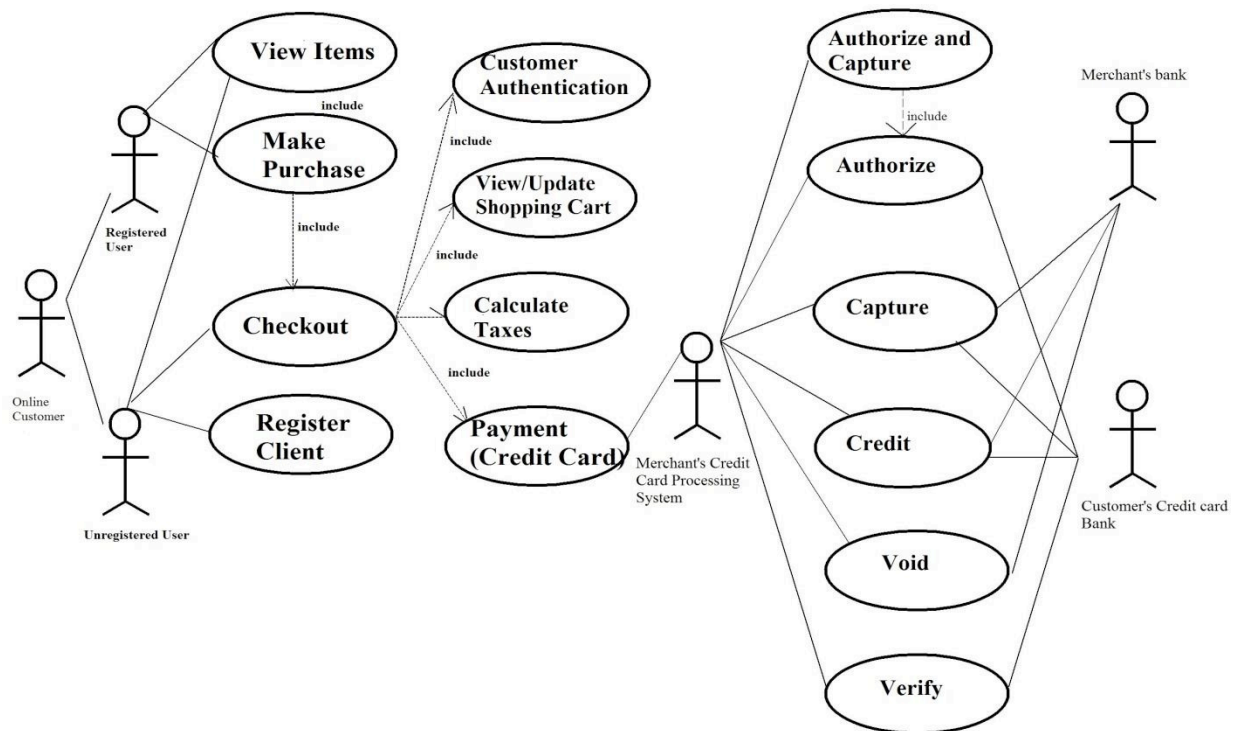 View Items
include
Make
Purchase
include
Registered
User
Online
Customer
Checkout
Register
Client
Unregistered User
Customer
Authentication
include
View/Update
Shopping Cart
include
Calculate
Taxes
include
Payment
(Credit Card)
Merchant's Credit
Card Processing
System
Authorize and
Capture
include
Authorize
Capture
Credit
Void
Verify
Merchant's bank
Customer's Credit card
Bank